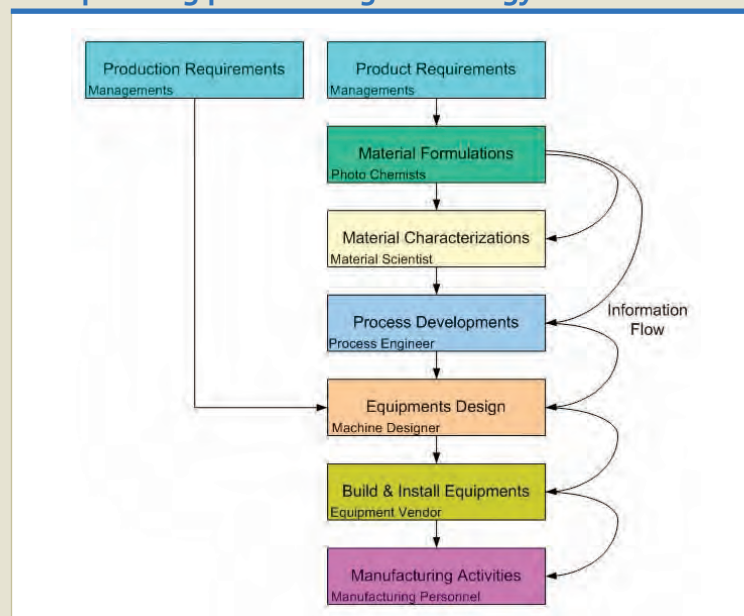 Production Requirements
Managements
Product Requirements
Managements
Material Formulations
Photo Chemists
Material Characterizations
Material Scientist
Process Developments
Process Engineer
Information
Flow
Equipments Design
Machine Designer
Build & Install Equipments
Equipment Vendor
Manufacturing Activities
Manufacturing Personnel